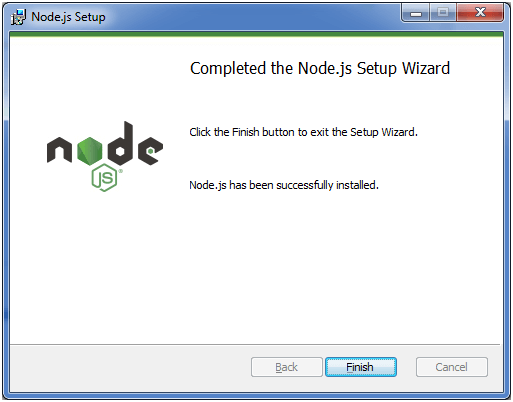 Node.js Setup
Completed the Node.js Setup Wizard
Click the Finish button to exit the Setup Wizard.
node
JS
®
Node.js has been successfully installed.
Back
Finish
Cancel